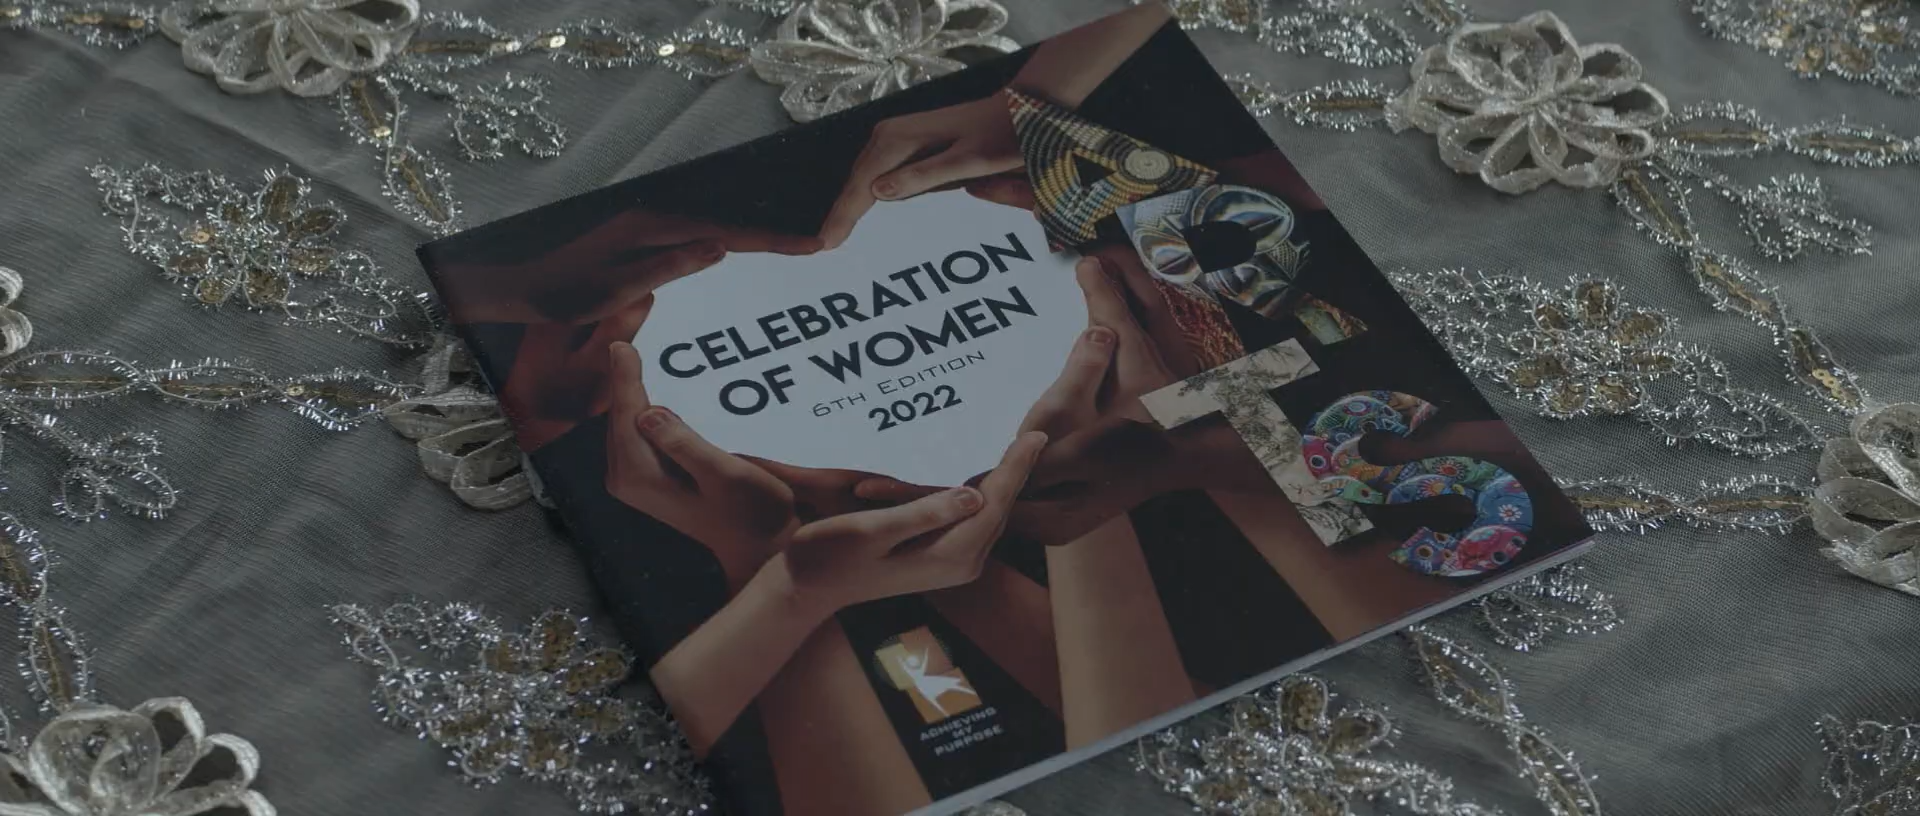 CELEBRATION
OF WOMEN
6TH EDITION
2022
ARTS
ACHIEVING
MY
PURPOSE